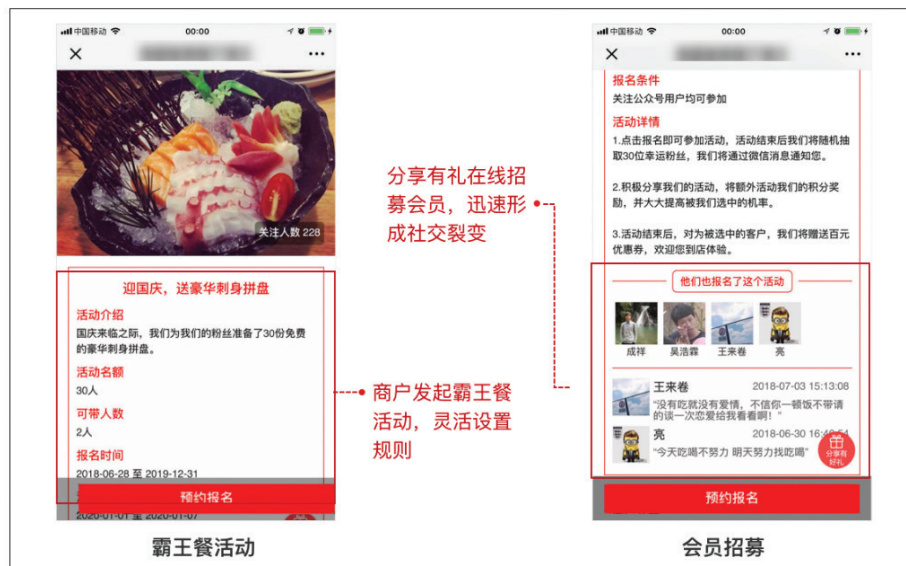 中国移动
00:00
关注人数 228
迎国庆，送豪华刺身拼盘
活动介绍
国庆来临之际，我们为我们的粉丝准备了30份免费
的豪华刺身拼盘。
活动名额
30人
可带人数
2人
报名时间
2018-06-28 至 2019-12-31
预约报名
2020-01-01 至 2020-01-07
霸王餐活动
分享有礼在线招
募会员，迅速形
成社交裂变
商户发起霸王餐
活动，灵活设置
规则
中国移动
00:00
报名条件
关注公众号用户均可参加
活动详情
1.点击报名即可参加活动，活动结束后我们将随机抽
取30位幸运粉丝，我们将通过微信消息通知您。
2.积极分享我们的活动，将额外活动我们的积分奖
励，并大大提高被我们选中的机率。
3.活动结束后，对为被选中的客户，我们将赠送百元
优惠券，欢迎您到店体验。
他们也报名了这个活动
成祥 吴浩霖 王来卷 亮
王来卷 2018-07-03 15:13:08
“没有吃就没有爱情，不信你一顿饭不带请
的谈一次恋爱给我看看啊！”
亮 2018-06-30
“今天吃喝不努力 明天努力找吃喝”
分享有
好礼
预约报名
会员招募